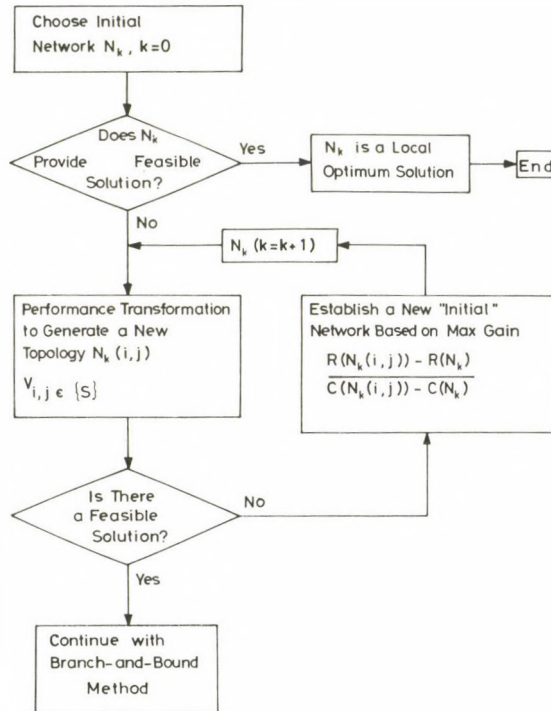 Choose Initial
Network N_k, k=0
Does N_k
Provide Feasible
Solution?
Yes
N_k is a Local
Optimum Solution
End
No
N_k (k=k+1)
Performance Transformation
to Generate a New
Topology N_k (i,j)
V_{i,j} ε {S}
Establish a New "Initial"
Network Based on Max Gain
R(N_k(i,j)) - R(N_k)
C(N_k(i,j)) - C(N_k)
Is There
a Feasible
Solution?
No
Yes
Continue with
Branch-and-Bound
Method